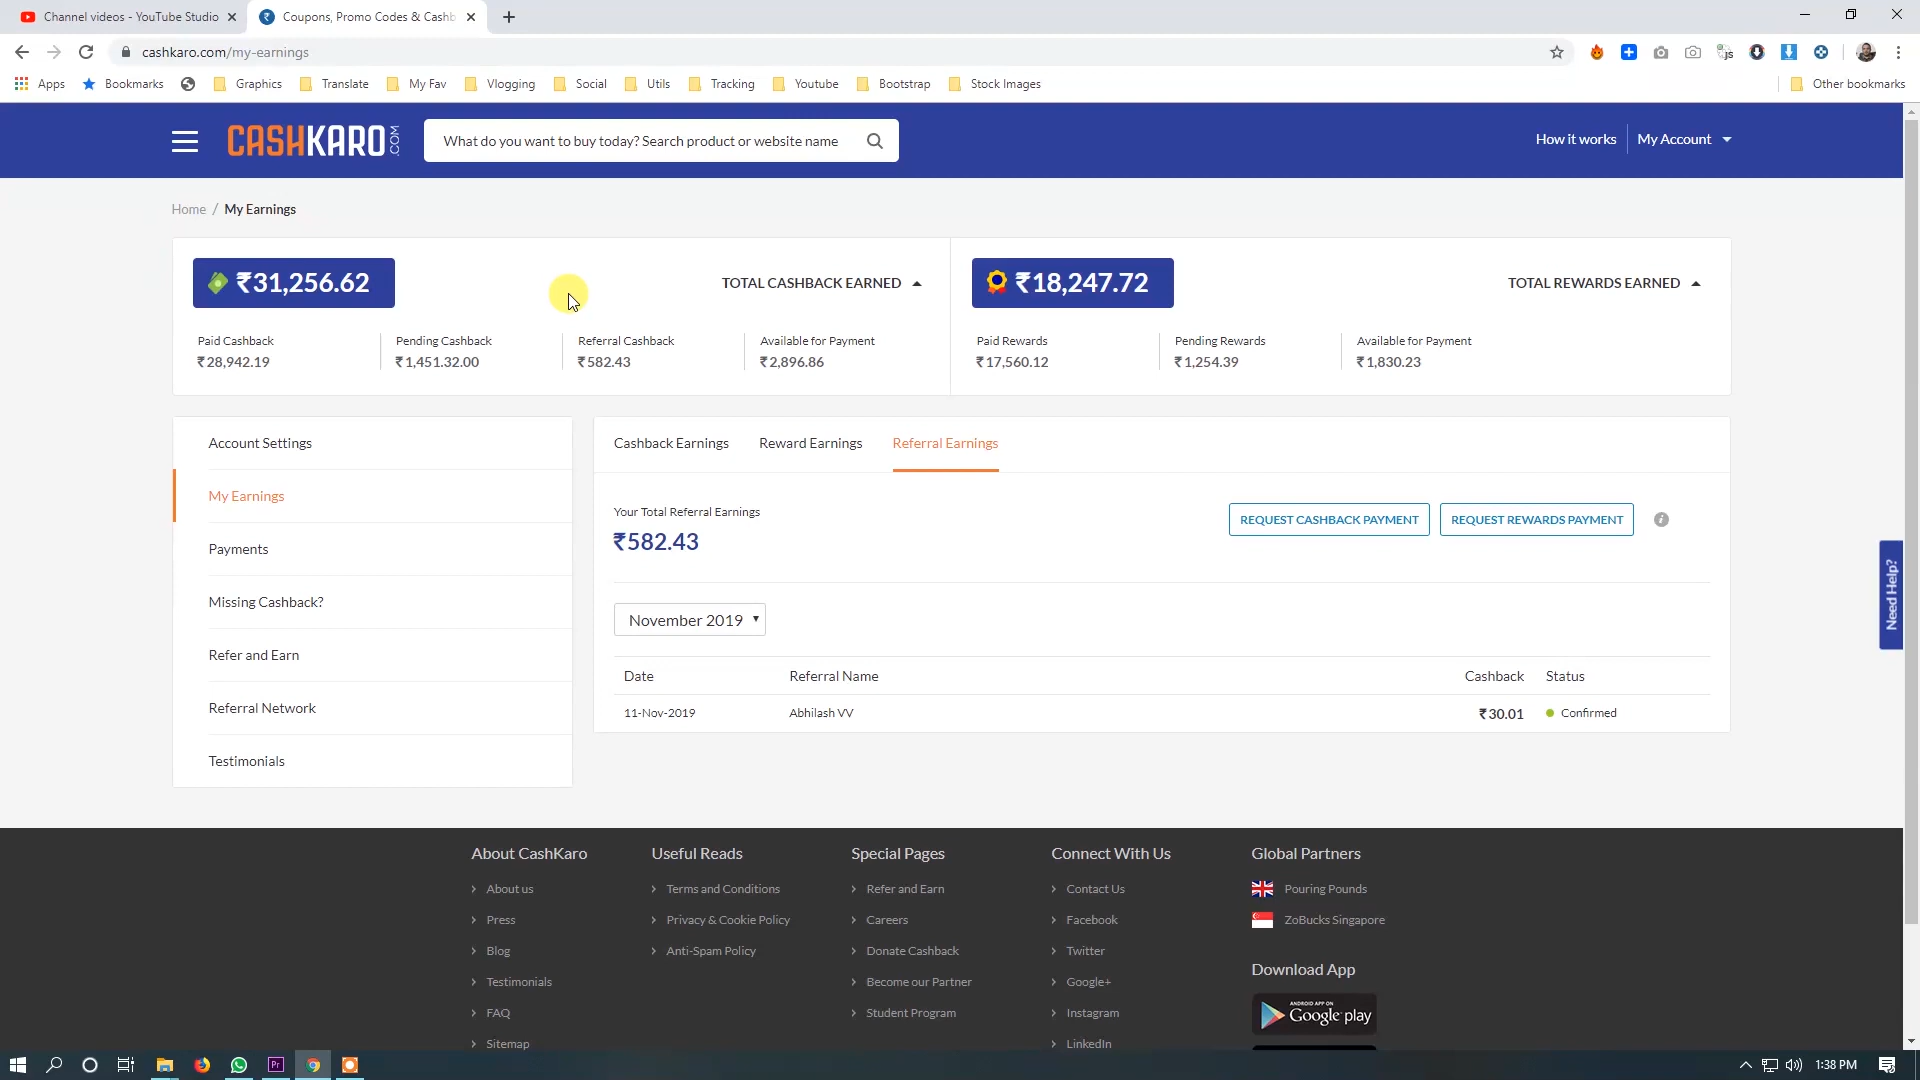 Channel videos - YouTube Studio
Coupons, Promo Codes & Cashb
cashkaro.com/my-earnings
Apps
Bookmarks
Graphics
Translate
My Fav
Vlogging
Social
Utils
Tracking
Youtube
Bootstrap
Stock Images
Other bookmarks
CASHKARO.COM
What do you want to buy today? Search product or website name
How it works
My Account
Home / My Earnings
₹31,256.62
TOTAL CASHBACK EARNED
₹18,247.72
TOTAL REWARDS EARNED
Paid Cashback
₹28,942.19
Pending Cashback
₹1,451.32.00
Referral Cashback
₹582.43
Available for Payment
₹2,896.86
Paid Rewards
₹17,560.12
Pending Rewards
₹1,254.39
Available for Payment
₹1,830.23
Account Settings
My Earnings
Payments
Missing Cashback?
Refer and Earn
Referral Network
Testimonials
Cashback Earnings
Reward Earnings
Referral Earnings
Your Total Referral Earnings
₹582.43
REQUEST CASHBACK PAYMENT
REQUEST REWARDS PAYMENT
i
November 2019
Date
Referral Name
Cashback
Status
11-Nov-2019
Abhilash VV
₹30.01
Confirmed
Need Help?
About CashKaro
About us
Press
Blog
Testimonials
FAQ
Sitemap
Useful Reads
Terms and Conditions
Privacy & Cookie Policy
Anti-Spam Policy
Special Pages
Refer and Earn
Careers
Donate Cashback
Become our Partner
Student Program
Connect With Us
Contact Us
Facebook
Twitter
Google+
Instagram
LinkedIn
Global Partners
Pouring Pounds
ZoBucks Singapore
Download App
ANDROID APP ON
Google play
Pr
1:38 PM